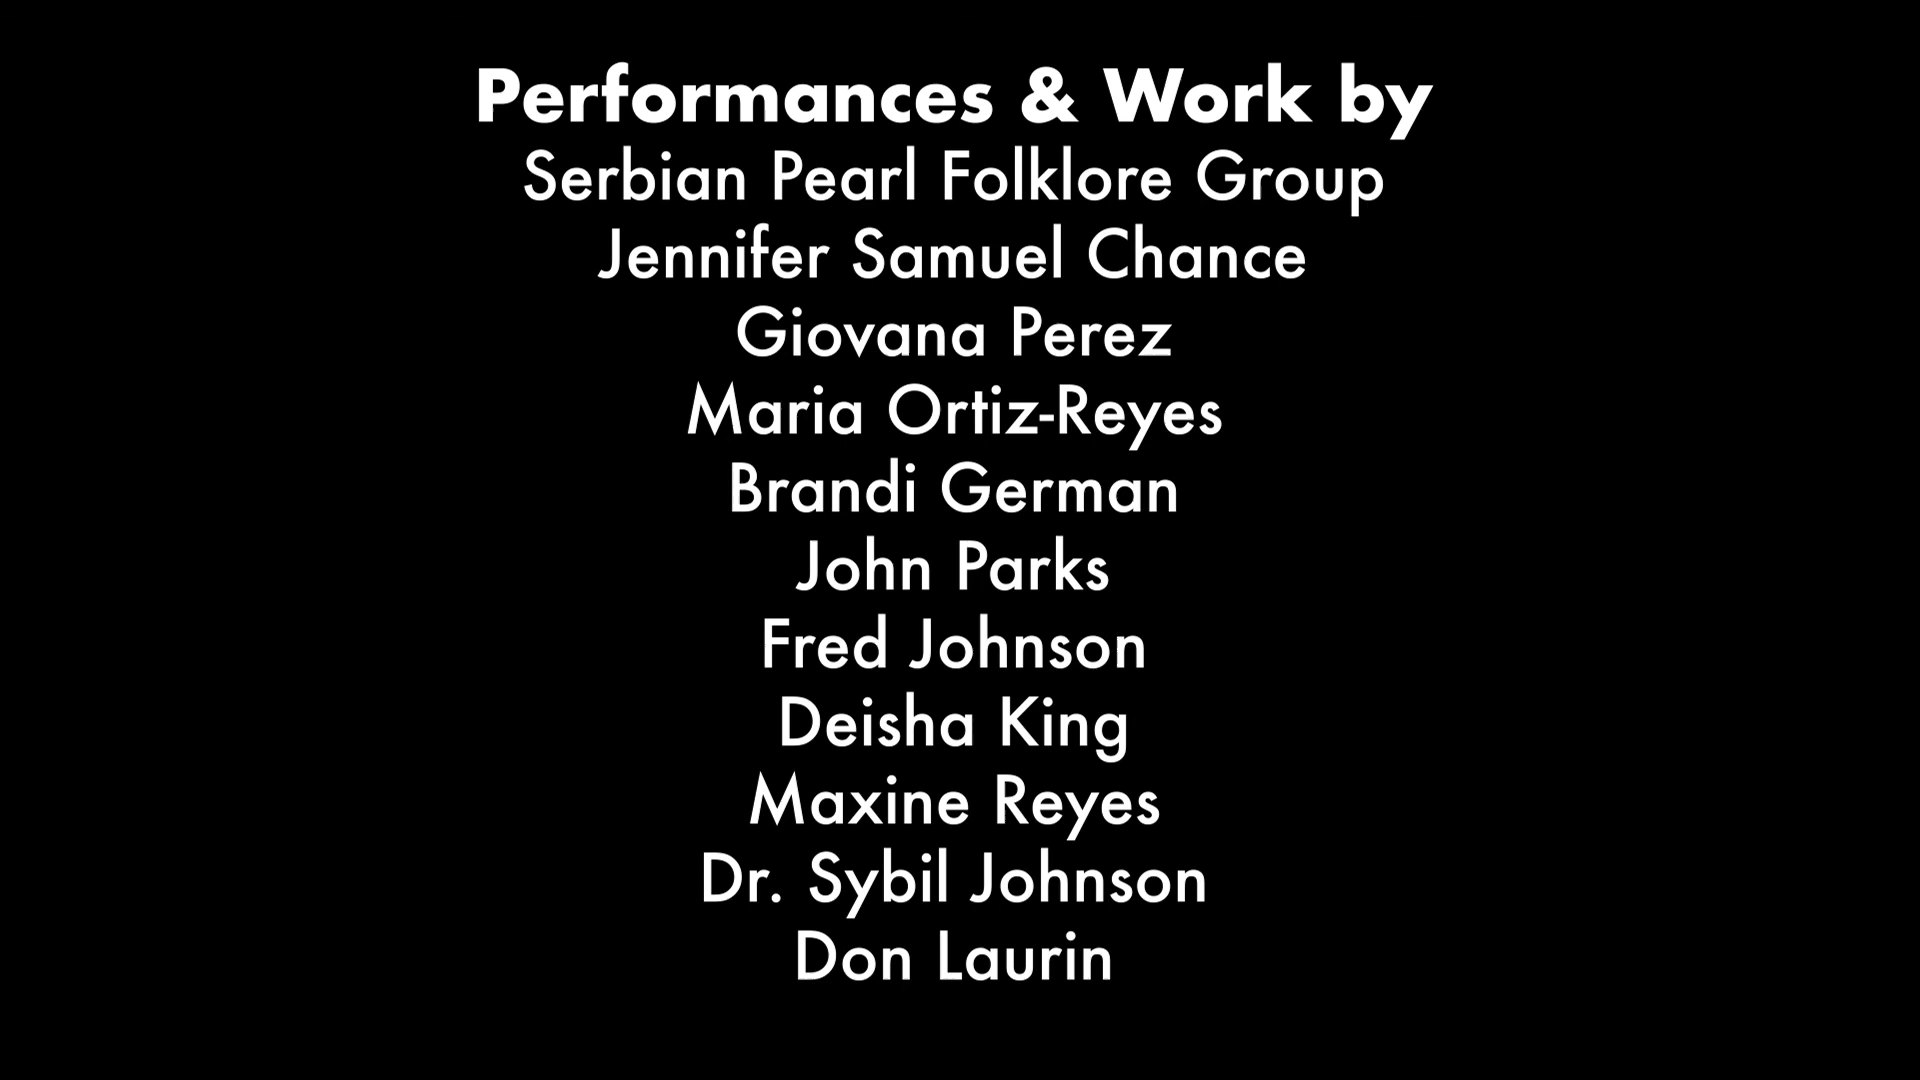 Performances & Work by
Serbian Pearl Folklore Group
Jennifer Samuel Chance
Giovana Perez
Maria Ortiz-Reyes
Brandi German
John Parks
Fred Johnson
Deisha King
Maxine Reyes
Dr. Sybil Johnson
Don Laurin